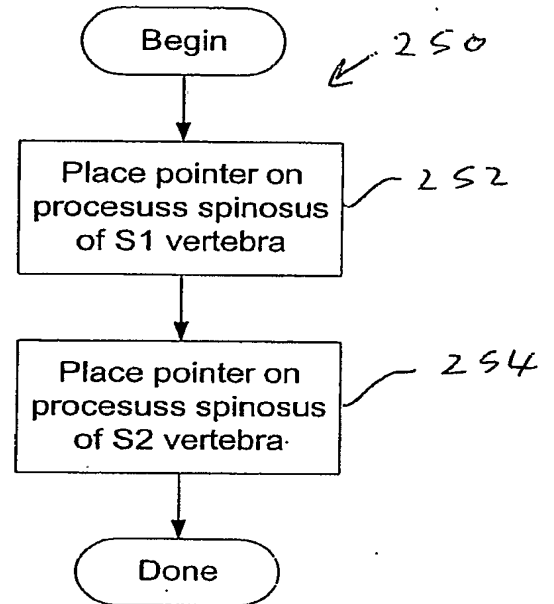 Begin
250
Place pointer on
procesuss spinosus
of S1 vertebra
252
Place pointer on
procesuss spinosus
of S2 vertebra
254
Done